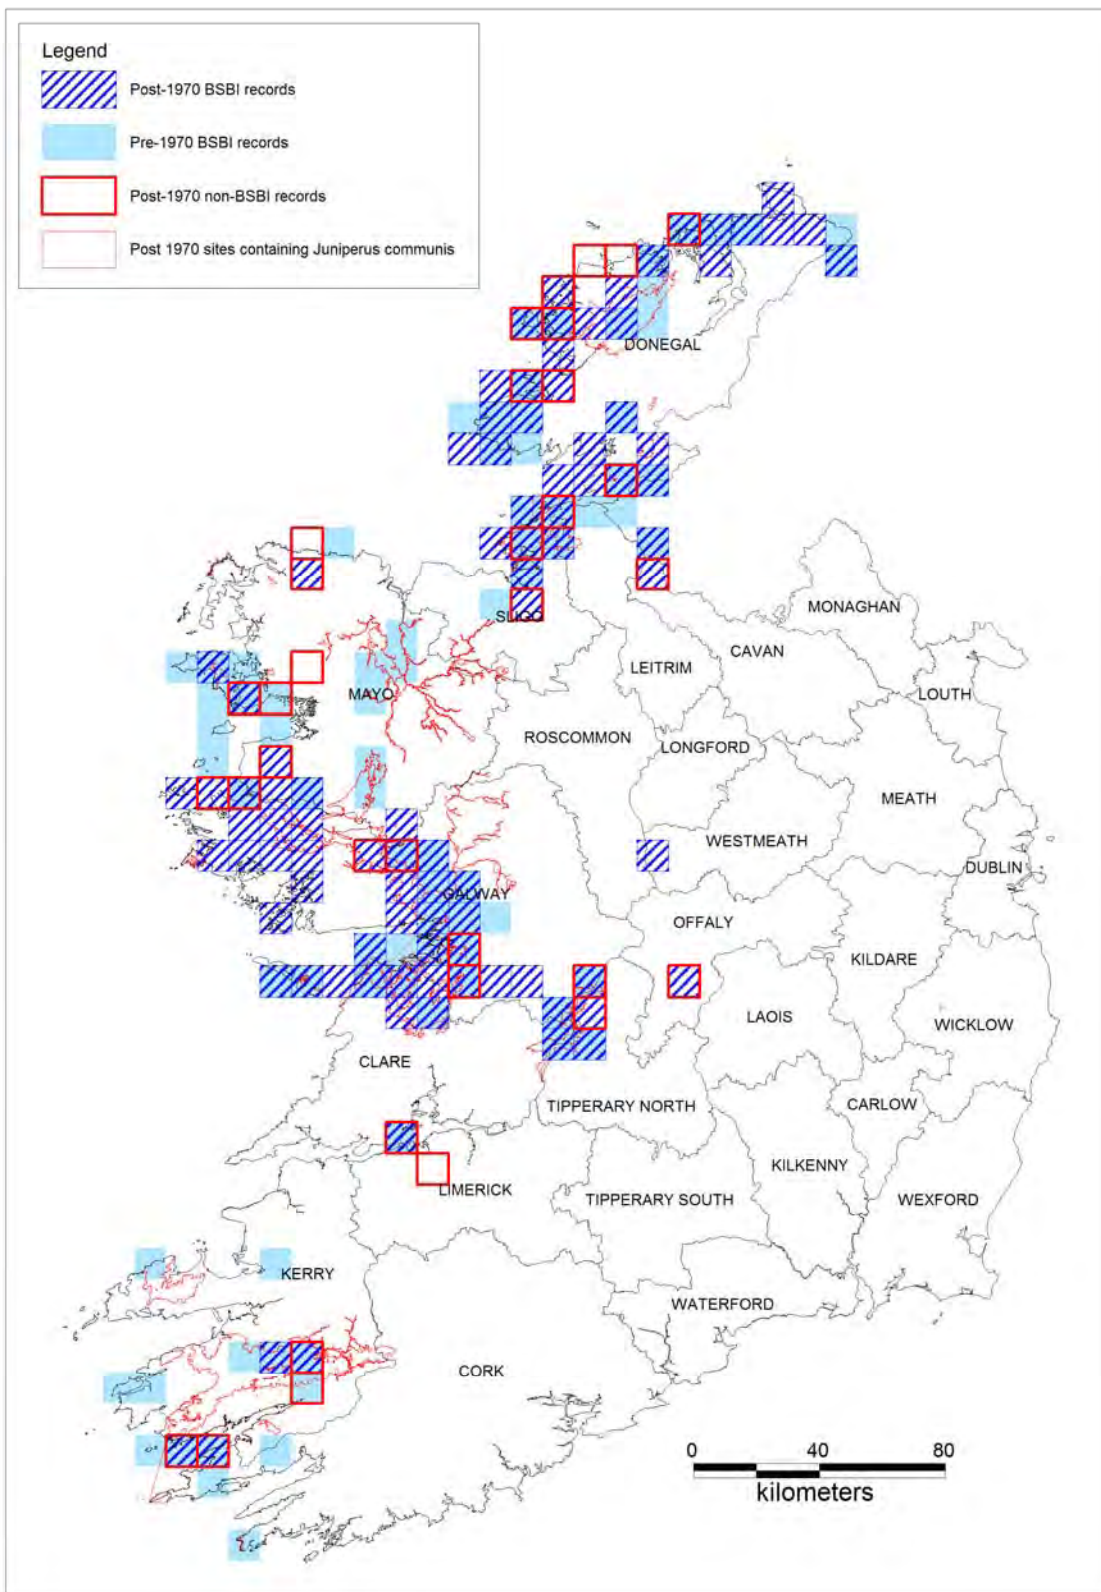 Legend
Post-1970 BSBI records
Pre-1970 BSBI records
Post-1970 non-BSBI records
Post 1970 sites containing Juniperus communis
DONEGAL
MONAGHAN
SLIGO
CAVAN
LEITRIM
LOUTH
MAYO
ROSCOMMON
LONGFORD
MEATH
WESTMEATH
DUBLIN
GALWAY
OFFALY
KILDARE
LAOIS
WICKLOW
CLARE
TIPPERARY NORTH
CARLOW
KILKENNY
LIMERICK
TIPPERARY SOUTH
WEXFORD
KERRY
WATERFORD
CORK
0 40 80
kilometers